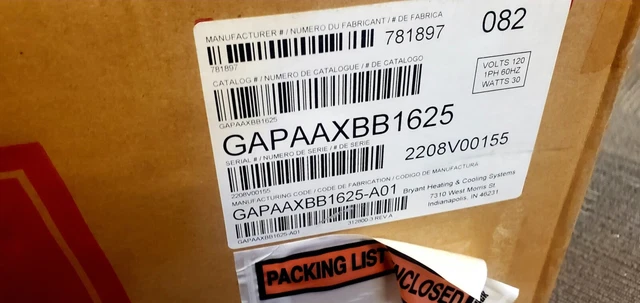 MANUFACTURER # / NUMERO DU FABRICANT / # DE FABRICA
781897
082
781897
CATALOG # / NUMERO DE CATALOGUE / # DE CATALOGO
VOLTS 120
1PH 60HZ
WATTS 30
GAPAAXBB1625
GAPAAXBB1625
SERIAL # / NUMERO DE SERIE / # DE SERIE
2208V00155
2208V00155
MANUFACTURING CODE / CODE DE FABRICATION / CODIGO DE MANUFACTURA
GAPAAXBB1625-A01
Bryant Heating & Cooling Systems
7310 West Morris St
Indianapolis, IN 46231
312800-3 REV A
GAPAAXBB1625-A01
PACKING LIST
NCLOSED